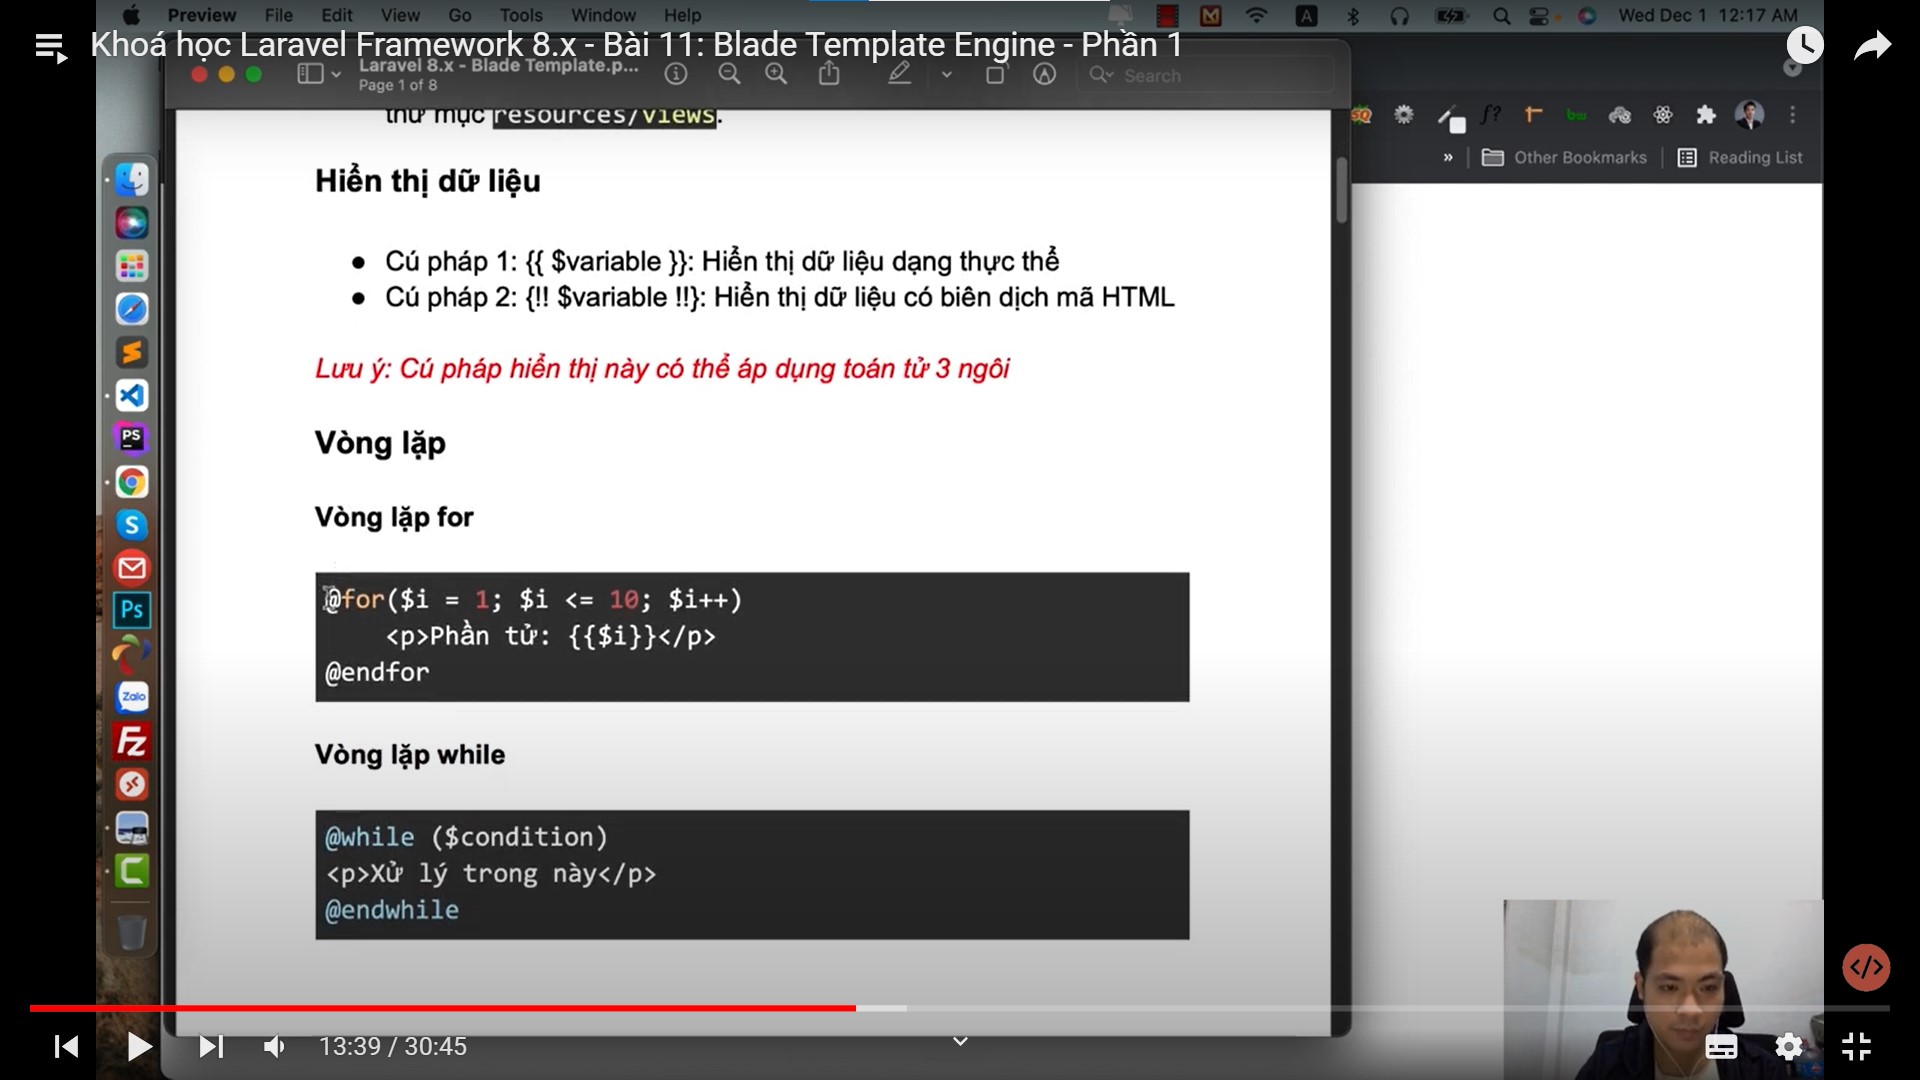 Preview File Edit View Go Tools Window Help
A
Wed Dec 1 12:17 AM
Khoá học Laravel Framework 8.x - Bài 11: Blade Template Engine - Phần 1
Laravel 8.x - Blade Template.p...
Page 1 of 8
Search
Other Bookmarks
Reading List
thư mục resources/views.
Hiển thị dữ liệu
● Cú pháp 1: {{ $variable }}: Hiển thị dữ liệu dạng thực thể
● Cú pháp 2: {!! $variable !!}: Hiển thị dữ liệu có biên dịch mã HTML
Lưu ý: Cú pháp hiển thị này có thể áp dụng toán tử 3 ngôi
Vòng lặp
Vòng lặp for
@for($i = 1; $i <= 10; $i++)
<p>Phần tử: {{$i}}</p>
@endfor
Vòng lặp while
@while ($condition)
<p>Xử lý trong này</p>
@endwhile
PS
S
Ps
Zalo
Fz
C
13:39 / 30:45